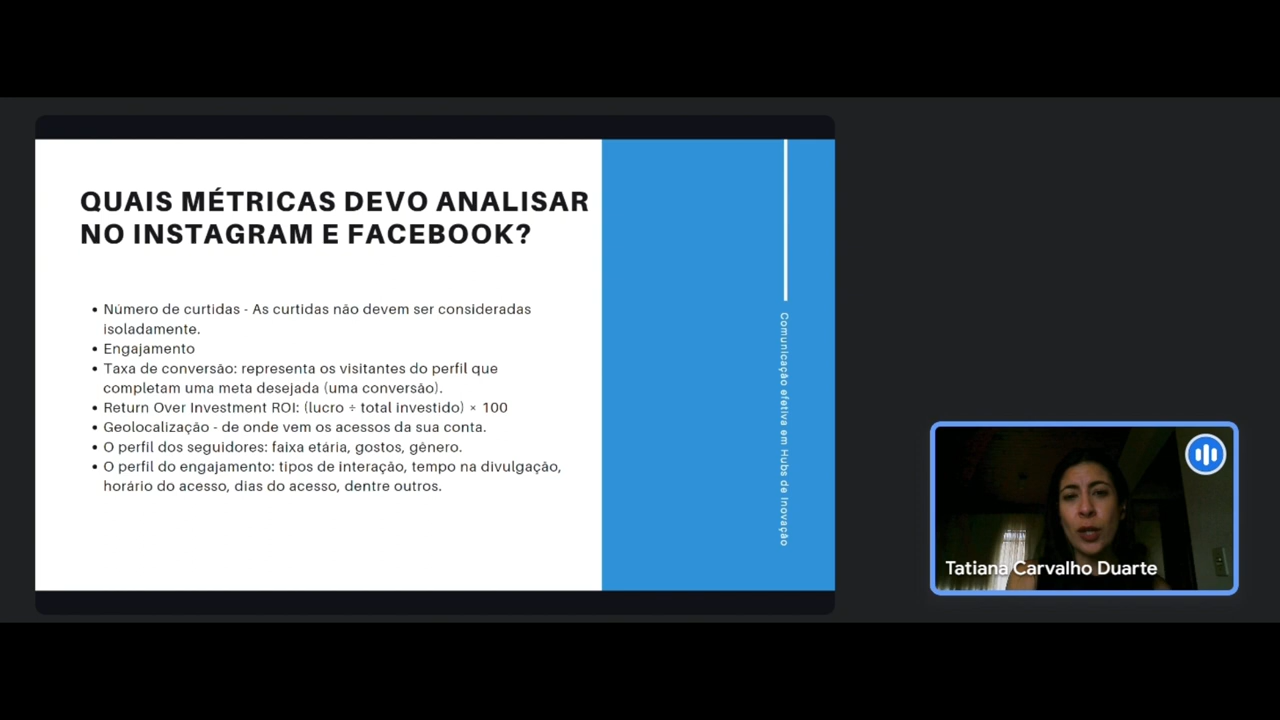 QUAIS MÉTRICAS DEVO ANALISAR
NO INSTAGRAM E FACEBOOK?
• Número de curtidas - As curtidas não devem ser consideradas
isoladamente.
• Engajamento
• Taxa de conversão: representa os visitantes do perfil que
completam uma meta desejada (uma conversão).
• Return Over Investment ROI: (lucro ÷ total investido) × 100
• Geolocalização - de onde vem os acessos da sua conta.
• O perfil dos seguidores: faixa etária, gostos, gênero.
• O perfil do engajamento: tipos de interação, tempo na divulgação,
horário do acesso, dias do acesso, dentre outros.
Comunicação efetiva em Hubs de Inovação
Tatiana Carvalho Duarte